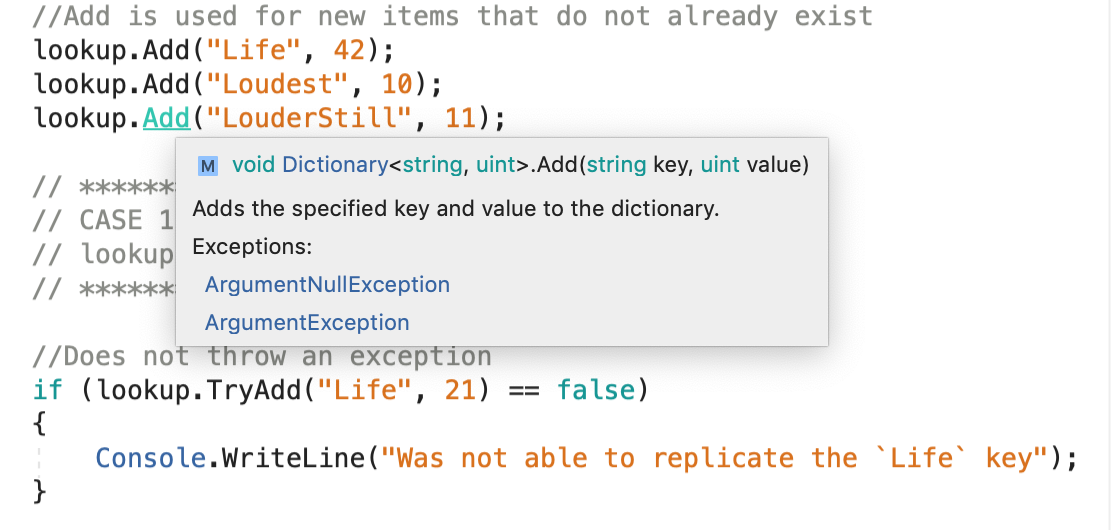 //Add is used for new items that do not already exist
lookup.Add("Life", 42);
lookup.Add("Loudest", 10);
lookup.Add("LouderStill", 11);
M void Dictionary<string, uint>.Add(string key, uint value)
// ******
// CASE 1
Adds the specified key and value to the dictionary.
// lookup
Exceptions:
// ******
ArgumentNullException
ArgumentException
//Does not throw an exception
if (lookup.TryAdd("Life", 21) == false)
{
Console.WriteLine("Was not able to replicate the `Life` key");
}